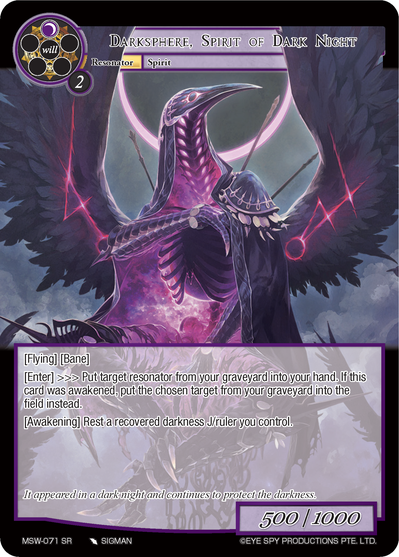 Darksphere, Spirit of Dark Night
will
Resonator Spirit
2
[Flying] [Bane]
[Enter] >>> Put target resonator from your graveyard into your hand. If this
card was awakened, put the chosen target from your graveyard into the
field instead.
[Awakening] Rest a recovered darkness J/ruler you control.
It appeared in a dark night and continues to protect the darkness.
500 / 1000
MSW-071 SR SIGMAN ©EYE SPY PRODUCTIONS PTE. LTD.